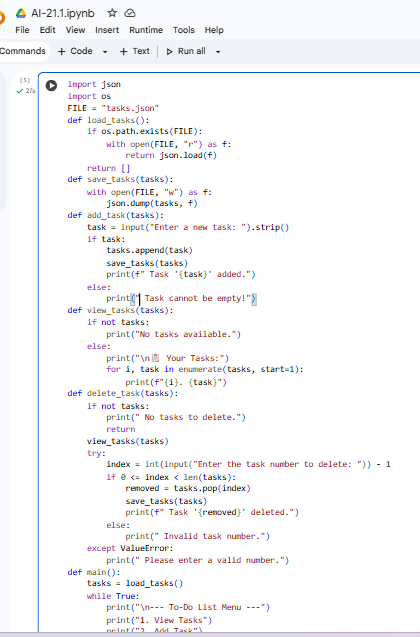 AI-21.1.ipynb
File Edit View Insert Runtime Tools Help
Commands + Code + Text Run all
[5]
27s
import json
import os
FILE = "tasks.json"
def load_tasks():
    if os.path.exists(FILE):
        with open(FILE, "r") as f:
            return json.load(f)
    return []
def save_tasks(tasks):
    with open(FILE, "w") as f:
        json.dump(tasks, f)
def add_task(tasks):
    task = input("Enter a new task: ").strip()
    if task:
        tasks.append(task)
        save_tasks(tasks)
        print(f" Task '{task}' added.")
    else:
        print(" Task cannot be empty!")
def view_tasks(tasks):
    if not tasks:
        print("No tasks available.")
    else:
        print("\n📋 Your Tasks:")
        for i, task in enumerate(tasks, start=1):
            print(f"{i}. {task}")
def delete_task(tasks):
    if not tasks:
        print(" No tasks to delete.")
        return
    view_tasks(tasks)
    try:
        index = int(input("Enter the task number to delete: ")) - 1
        if 0 <= index < len(tasks):
            removed = tasks.pop(index)
            save_tasks(tasks)
            print(f" Task '{removed}' deleted.")
        else:
            print(" Invalid task number.")
    except ValueError:
        print(" Please enter a valid number.")
def main():
    tasks = load_tasks()
    while True:
        print("\n--- To-Do List Menu ---")
        print("1. View Tasks")
        print("2. Add Task")